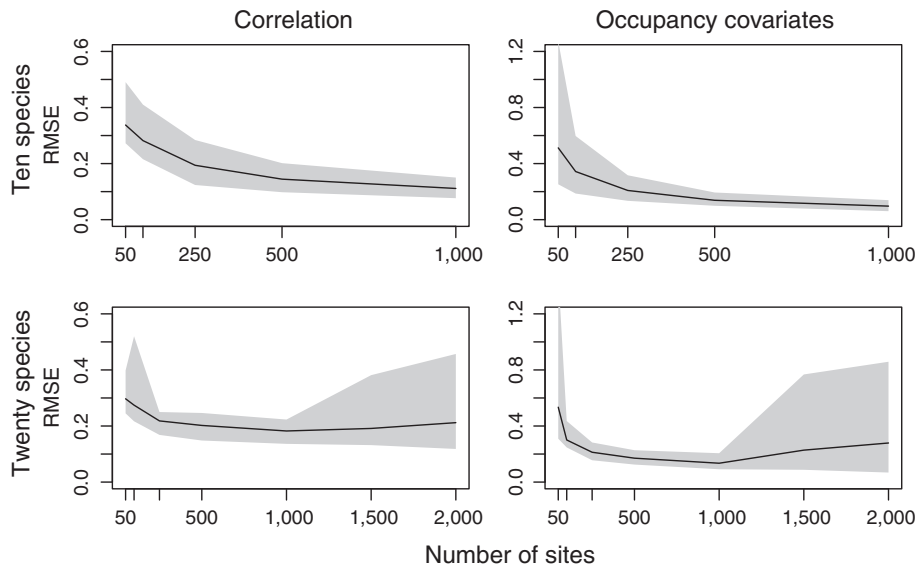 Correlation
Occupancy covariates
Ten species
RMSE
0.0 0.2 0.4 0.6
50 250 500 1,000
0.0 0.4 0.8 1.2
50 250 500 1,000
Twenty species
RMSE
0.0 0.2 0.4 0.6
50 500 1,000 1,500 2,000
0.0 0.4 0.8 1.2
50 500 1,000 1,500 2,000
Number of sites